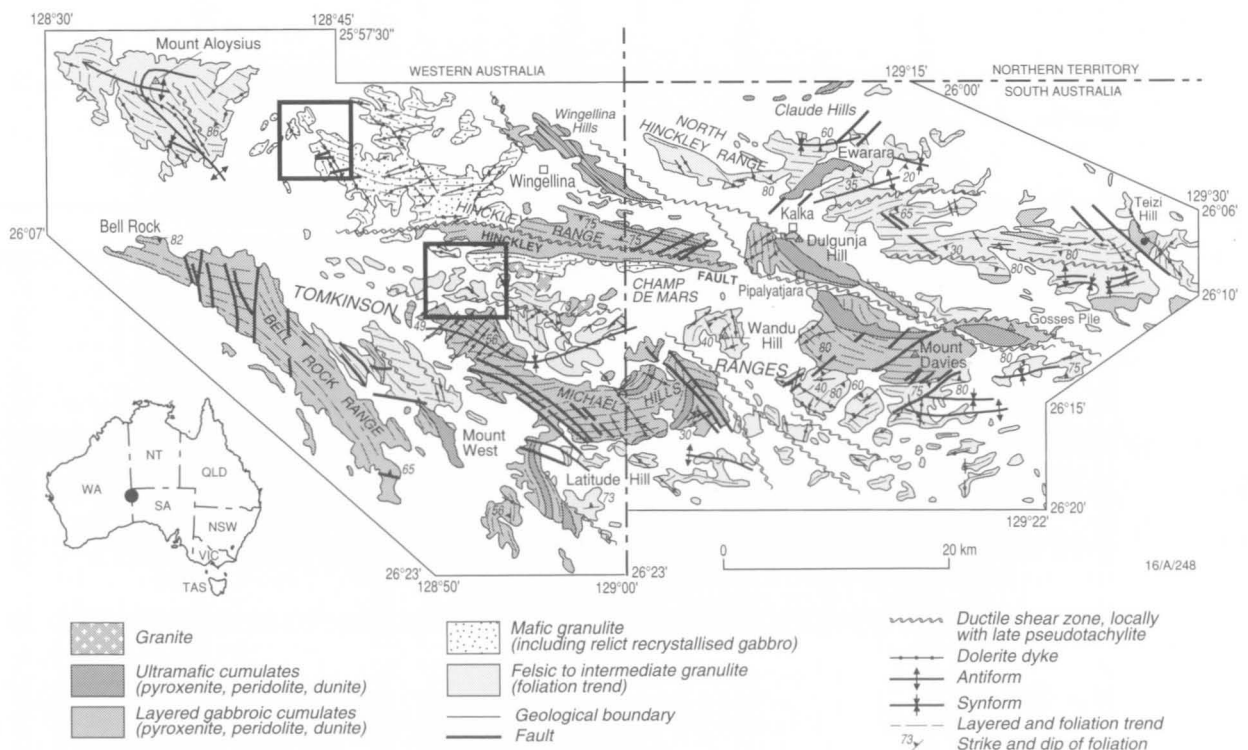 128°30'
128°45'
25°57'30"
Mount Aloysius
86
WESTERN AUSTRALIA
129°15'
NORTHERN TERRITORY
26°00'
SOUTH AUSTRALIA
Wingellina
Hills
NORTH
HINCKLEY RANGE
Claude Hills
60
Ewarara
20
35
80
Wingellina
129°30'
26°06'
Teizi
Hill
26°07'
Bell Rock
82
HINCKLEY
RANGE
75
75
HINCKLEY
FAULT
Kalka
Dulgunja
Hill
65
30
80
80
TOMKINSON
CHAMP
DE MARS
Pipalyatjara
26°10'
49
56
Wandu
Hill
40
80
Gosses Pile
BELL
ROCK
RANGE
RANGES
Mount
Davies
80
75
40
80
60
75
80
80
MICHAEL
HILLS
30
26°15'
Mount
West
65
Latitude Hill
73
56
26°20'
129°22'
NT
QLD
WA
SA
NSW
VIC
TAS
26°23'
128°50'
129°00'
26°23'
0
20 km
16/A/248
Granite
Ultramafic cumulates
(pyroxenite, peridolite, dunite)
Layered gabbroic cumulates
(pyroxenite, peridolite, dunite)
Mafic granulite
(including relict recrystallised gabbro)
Felsic to intermediate granulite
(foliation trend)
Geological boundary
Fault
Ductile shear zone, locally
with late pseudotachylite
Dolerite dyke
Antiform
Synform
Layered and foliation trend
73
Strike and dip of foliation